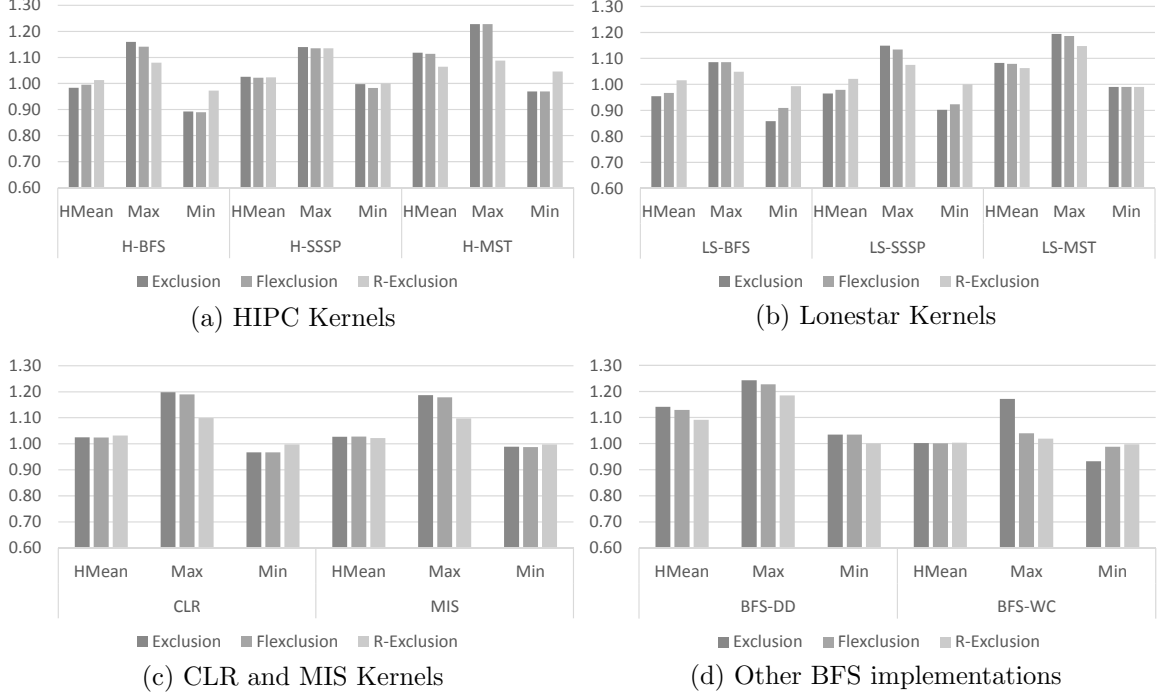 1.30
1.20
1.10
1.00
0.90
0.80
0.70
0.60
HMean Max Min HMean Max Min HMean Max Min
H-BFS H-SSSP H-MST
Exclusion Flexclusion R-Exclusion
(a) HIPC Kernels
1.30
1.20
1.10
1.00
0.90
0.80
0.70
0.60
HMean Max Min HMean Max Min HMean Max Min
LS-BFS LS-SSSP LS-MST
Exclusion Flexclusion R-Exclusion
(b) Lonestar Kernels
1.30
1.20
1.10
1.00
0.90
0.80
0.70
0.60
HMean Max Min HMean Max Min
CLR MIS
Exclusion Flexclusion R-Exclusion
(c) CLR and MIS Kernels
1.30
1.20
1.10
1.00
0.90
0.80
0.70
0.60
HMean Max Min HMean Max Min
BFS-DD BFS-WC
Exclusion Flexclusion R-Exclusion
(d) Other BFS implementations